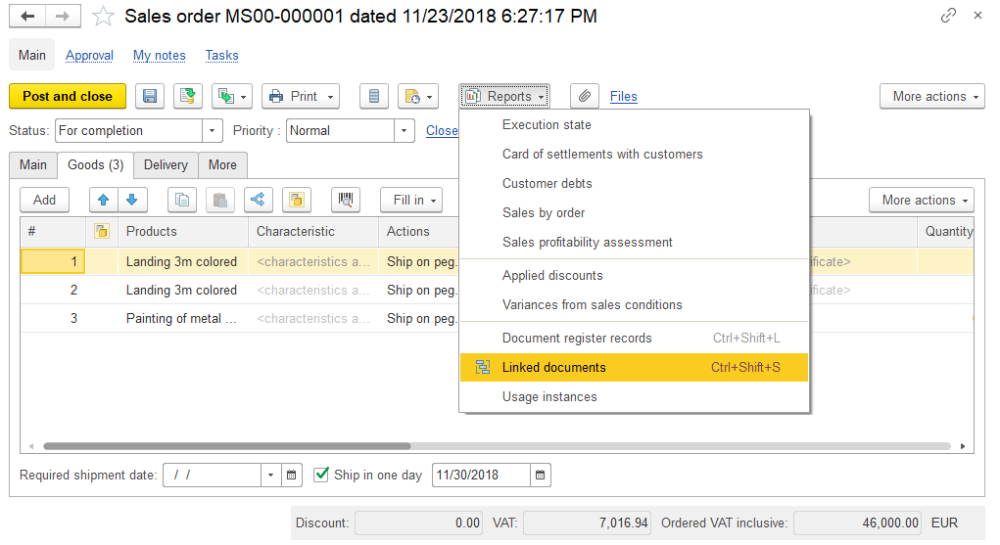 Sales order MS00-000001 dated 11/23/2018 6:27:17 PM
Main Approval My notes Tasks
Post and close Print Reports Files More actions
Status: For completion Priority : Normal Close
Execution state
Card of settlements with customers
Customer debts
Sales by order
Sales profitability assessment
Applied discounts
Variances from sales conditions
Document register records Ctrl+Shift+L
Linked documents Ctrl+Shift+S
Usage instances
Main Goods (3) Delivery More
Add Fill in More actions
# Products Characteristic Actions Quantity
1 Landing 3m colored <characteristics a... Ship on peg. ificate>
2 Landing 3m colored <characteristics a... Ship on peg. ificate>
3 Painting of metal ... <characteristics a... Ship on peg.
Required shipment date: / / Ship in one day 11/30/2018
Discount: 0.00 VAT: 7,016.94 Ordered VAT inclusive: 46,000.00 EUR